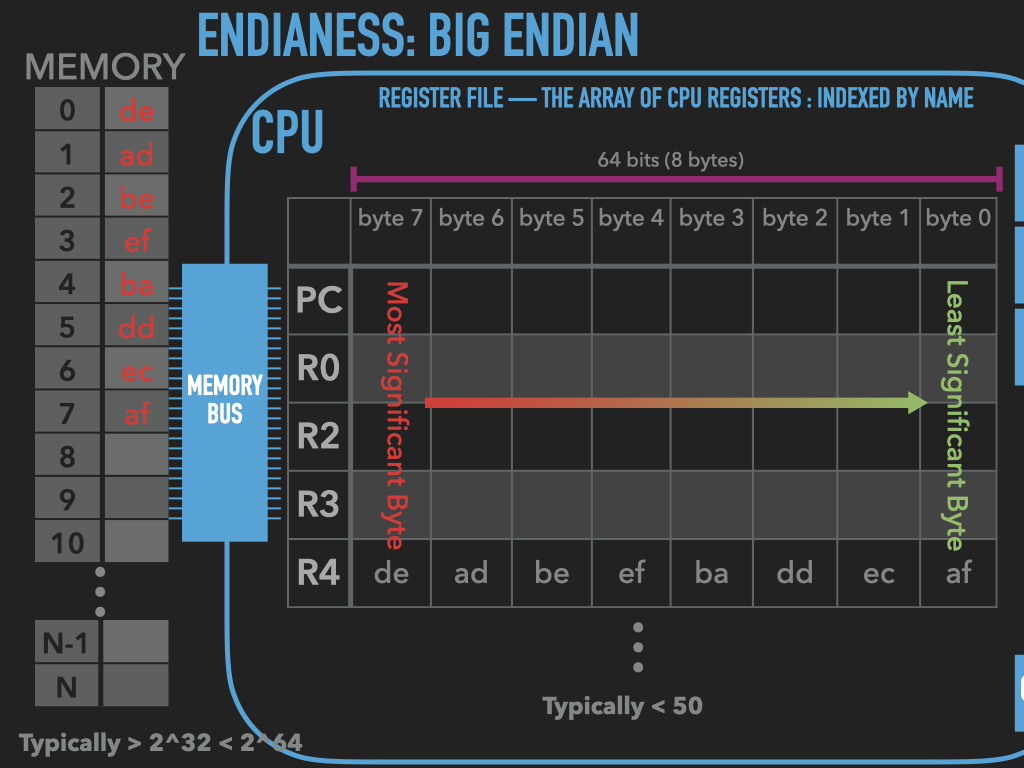 ENDIANESS: BIG ENDIAN
MEMORY
REGISTER FILE — THE ARRAY OF CPU REGISTERS : INDEXED BY NAME
CPU
64 bits (8 bytes)
0 de
1 ad
2 be
3 ef
4 ba
5 dd
6 ec
7 af
8
9
10
N-1
N
Typically > 2^32 < 2^64
MEMORY
BUS
byte 7 byte 6 byte 5 byte 4 byte 3 byte 2 byte 1 byte 0
PC
R0
R2
R3
R4 de ad be ef ba dd ec af
Most Significant Byte
Least Significant Byte
Typically < 50